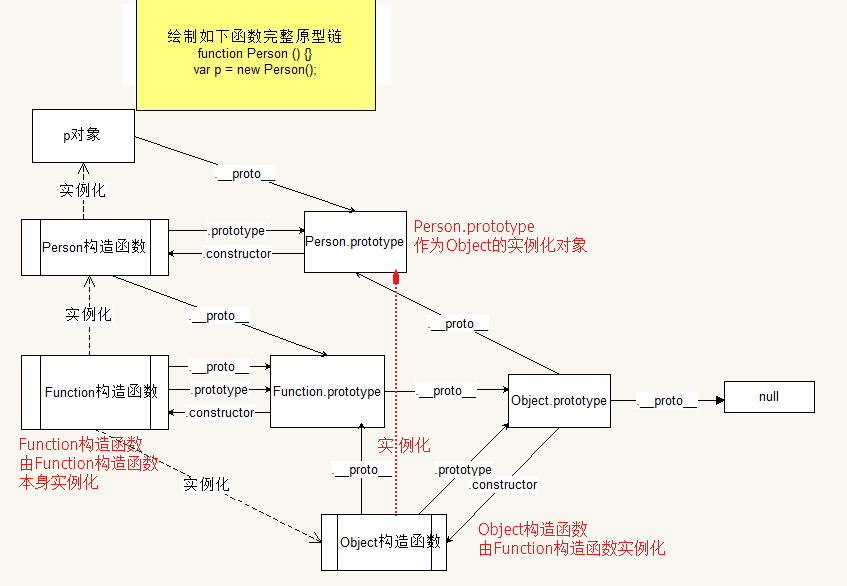 绘制如下函数完整原型链
function Person () {}
var p = new Person();
p对象
.__proto__
实例化
Person构造函数
.prototype
.constructor
Person.prototype
Person.prototype
作为Object的实例化对象
实例化
.__proto__
.__proto__
Function构造函数
.__proto__
.prototype
.constructor
Function.prototype
.__proto__
Object.prototype
.__proto__
null
Function构造函数
由Function构造函数
本身实例化
实例化
实例化
.__proto__
.prototype
.constructor
Object构造函数
Object构造函数
由Function构造函数实例化